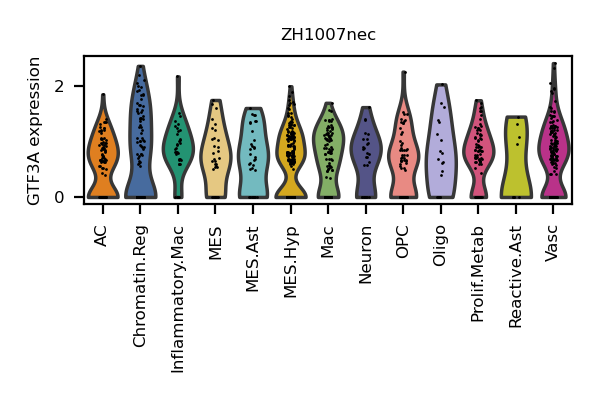 ZH1007nec
GTF3A expression
2
0
AC
Chromatin.Reg
Inflammatory.Mac
MES
MES.Ast
MES.Hyp
Mac
Neuron
OPC
Oligo
Prolif.Metab
Reactive.Ast
Vasc